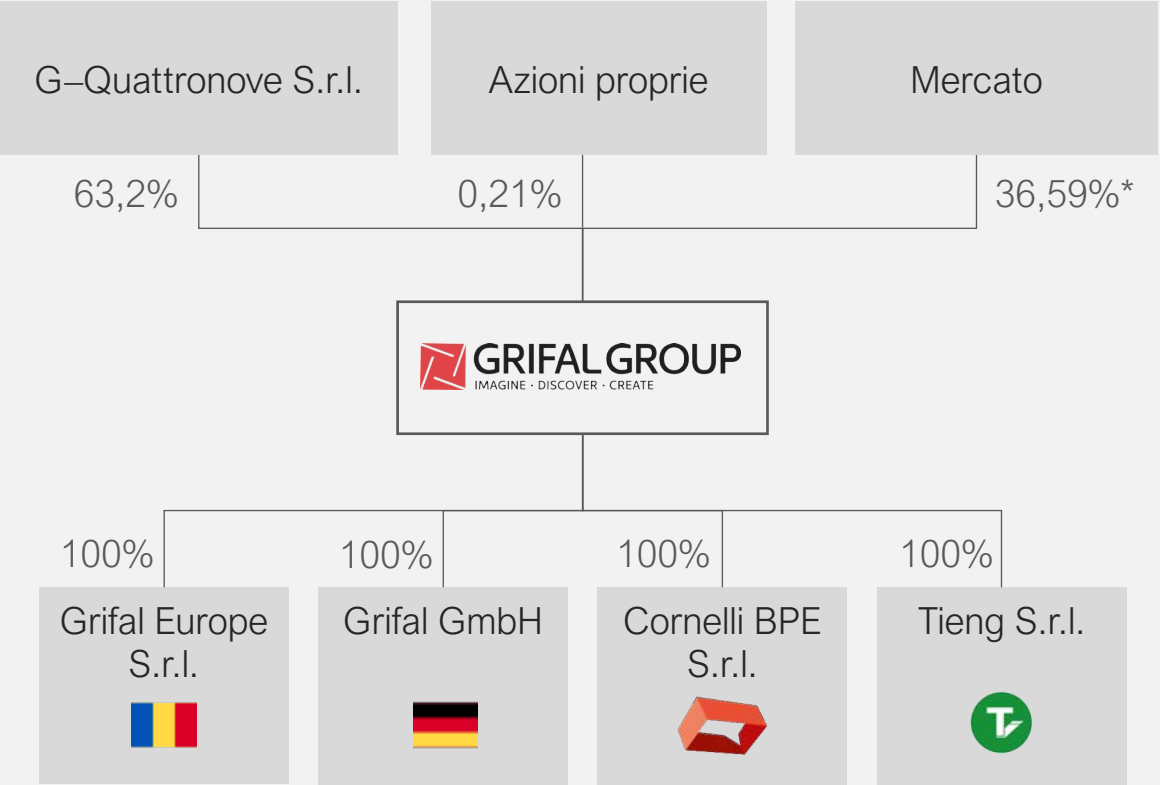 G–Quattronove S.r.l.
Azioni proprie
Mercato
63,2%
0,21%
36,59%*
GRIFAL GROUP
IMAGINE · DISCOVER · CREATE
100%
100%
100%
100%
Grifal Europe
S.r.l.
Grifal GmbH
Cornelli BPE
S.r.l.
Tieng S.r.l.
T